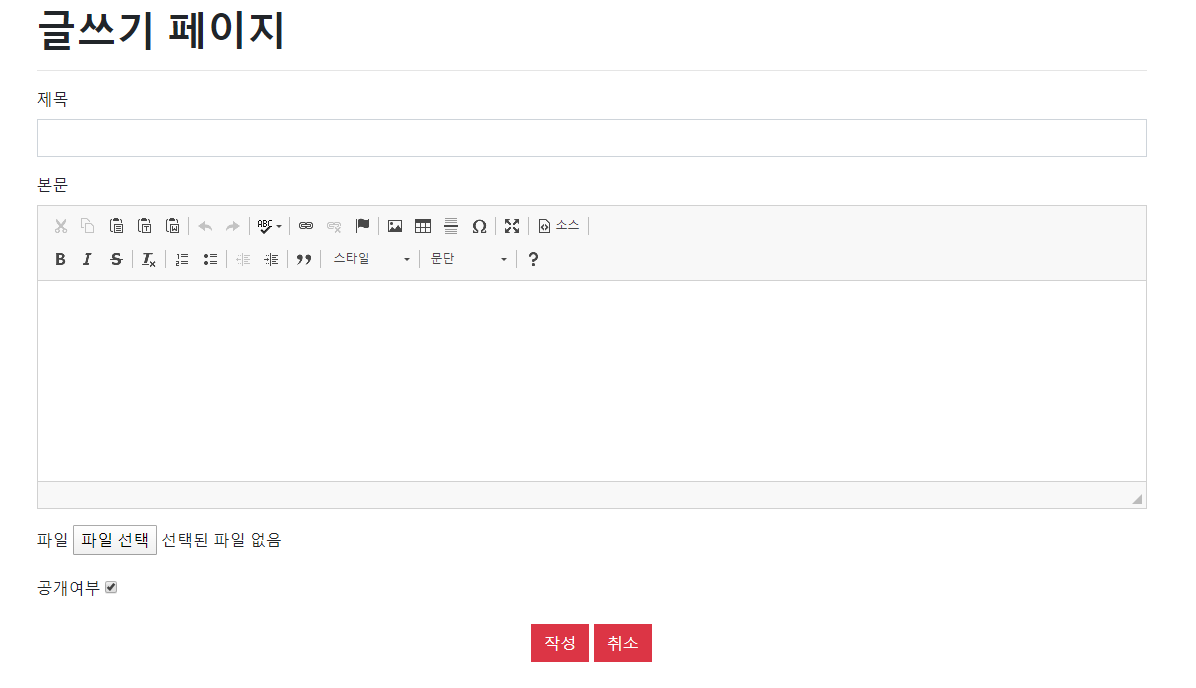 글쓰기 페이지
제목
본문
ABC 소스
B I S Ix 스타일 문단 ?
파일 파일 선택 선택된 파일 없음
공개여부
작성 취소